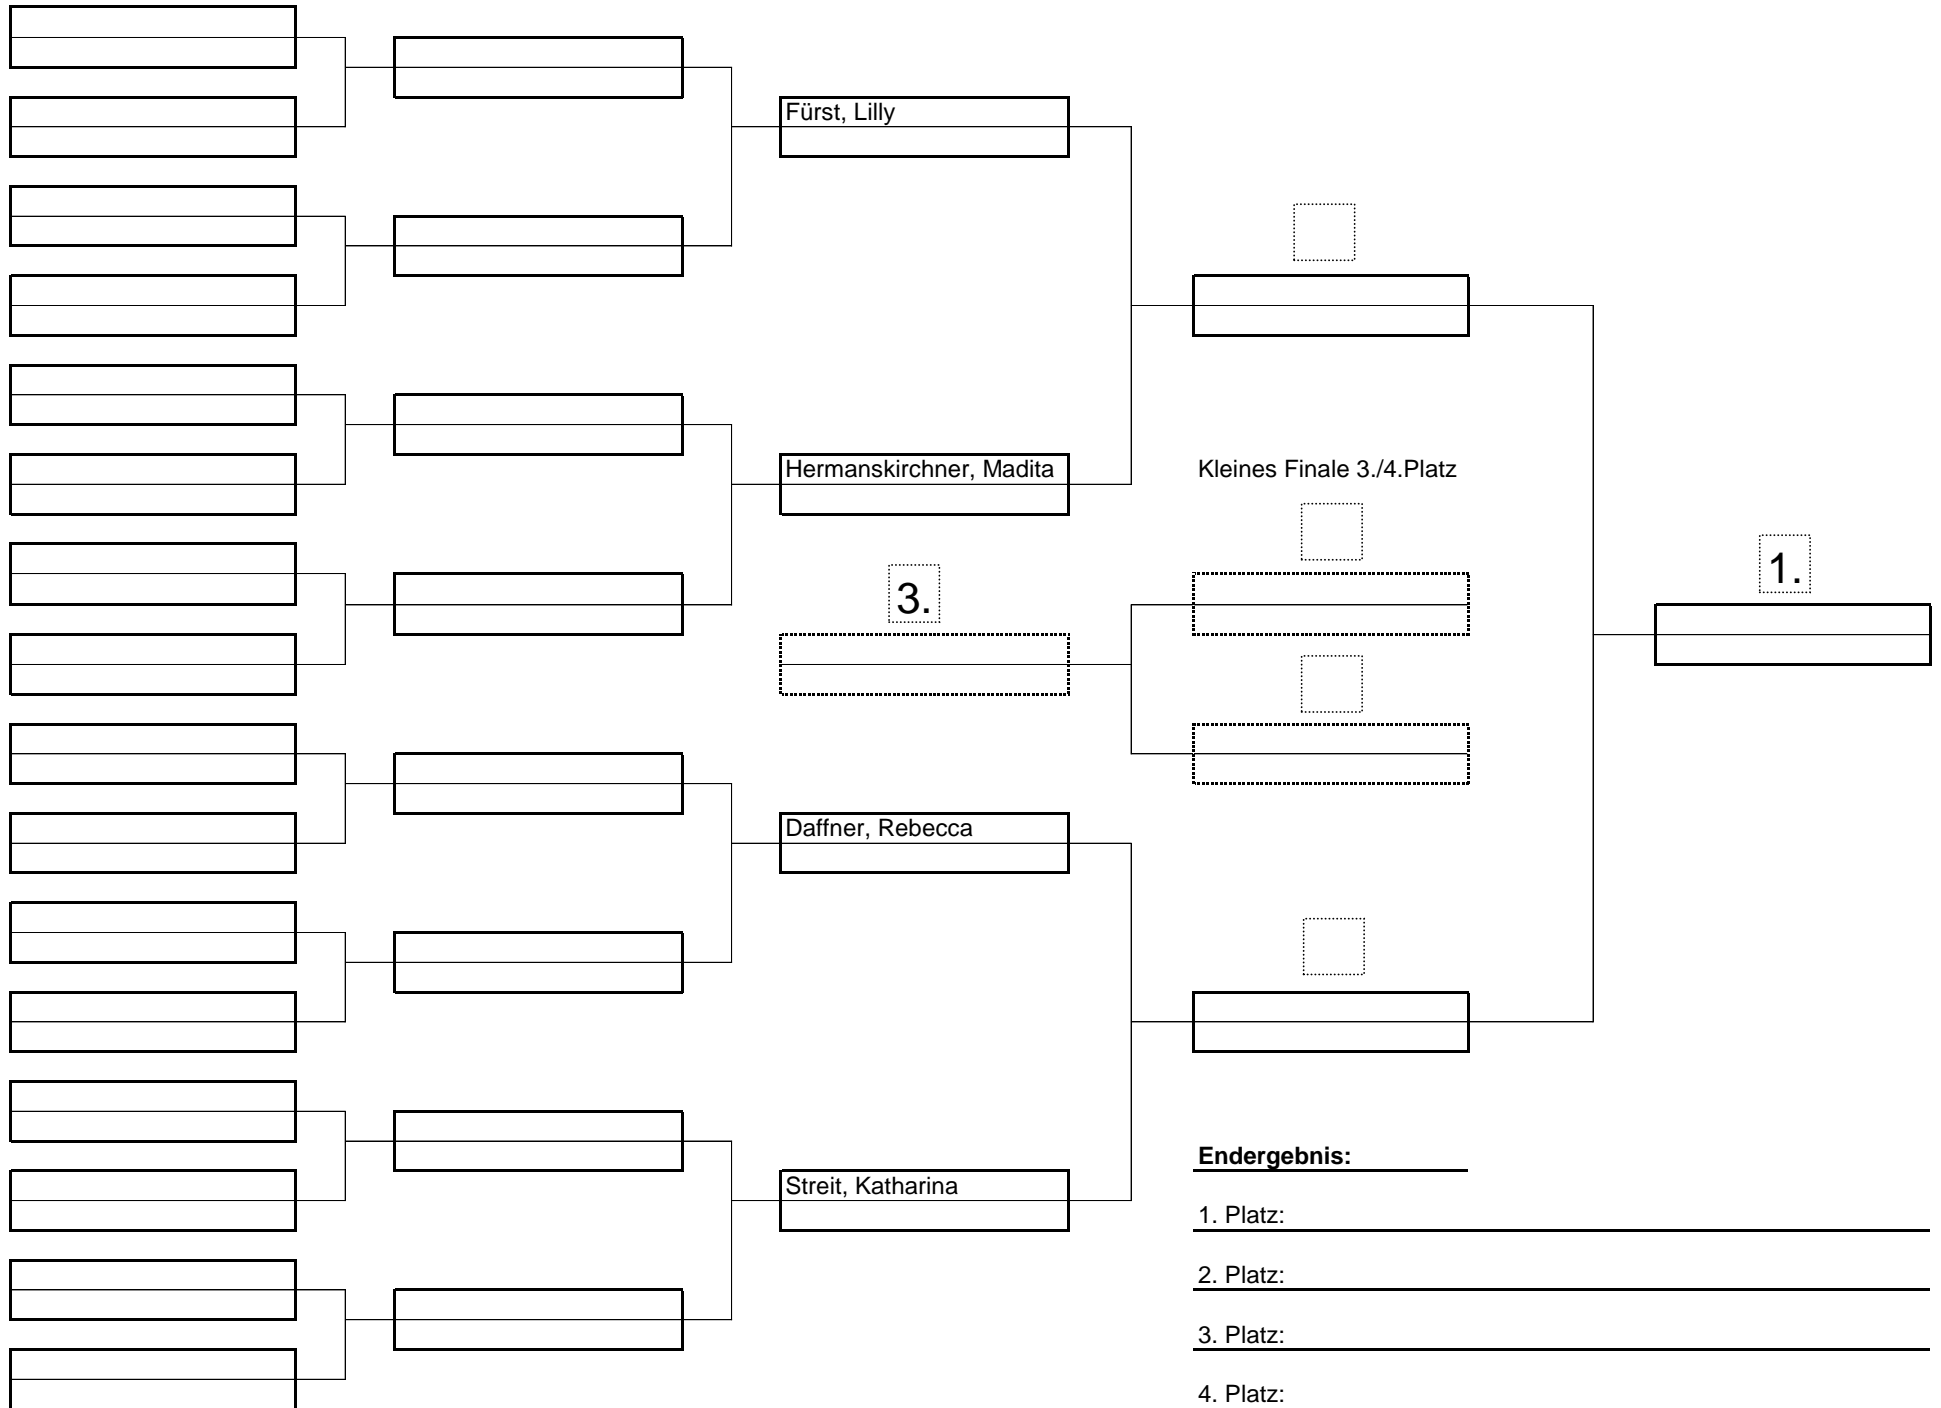 Fürst, Lilly
Hermanskirchner, Madita
Kleines Finale 3./4.Platz
1.
3.
Daffner, Rebecca
Streit, Katharina
Endergebnis:
1. Platz:
2. Platz:
3. Platz:
4. Platz: